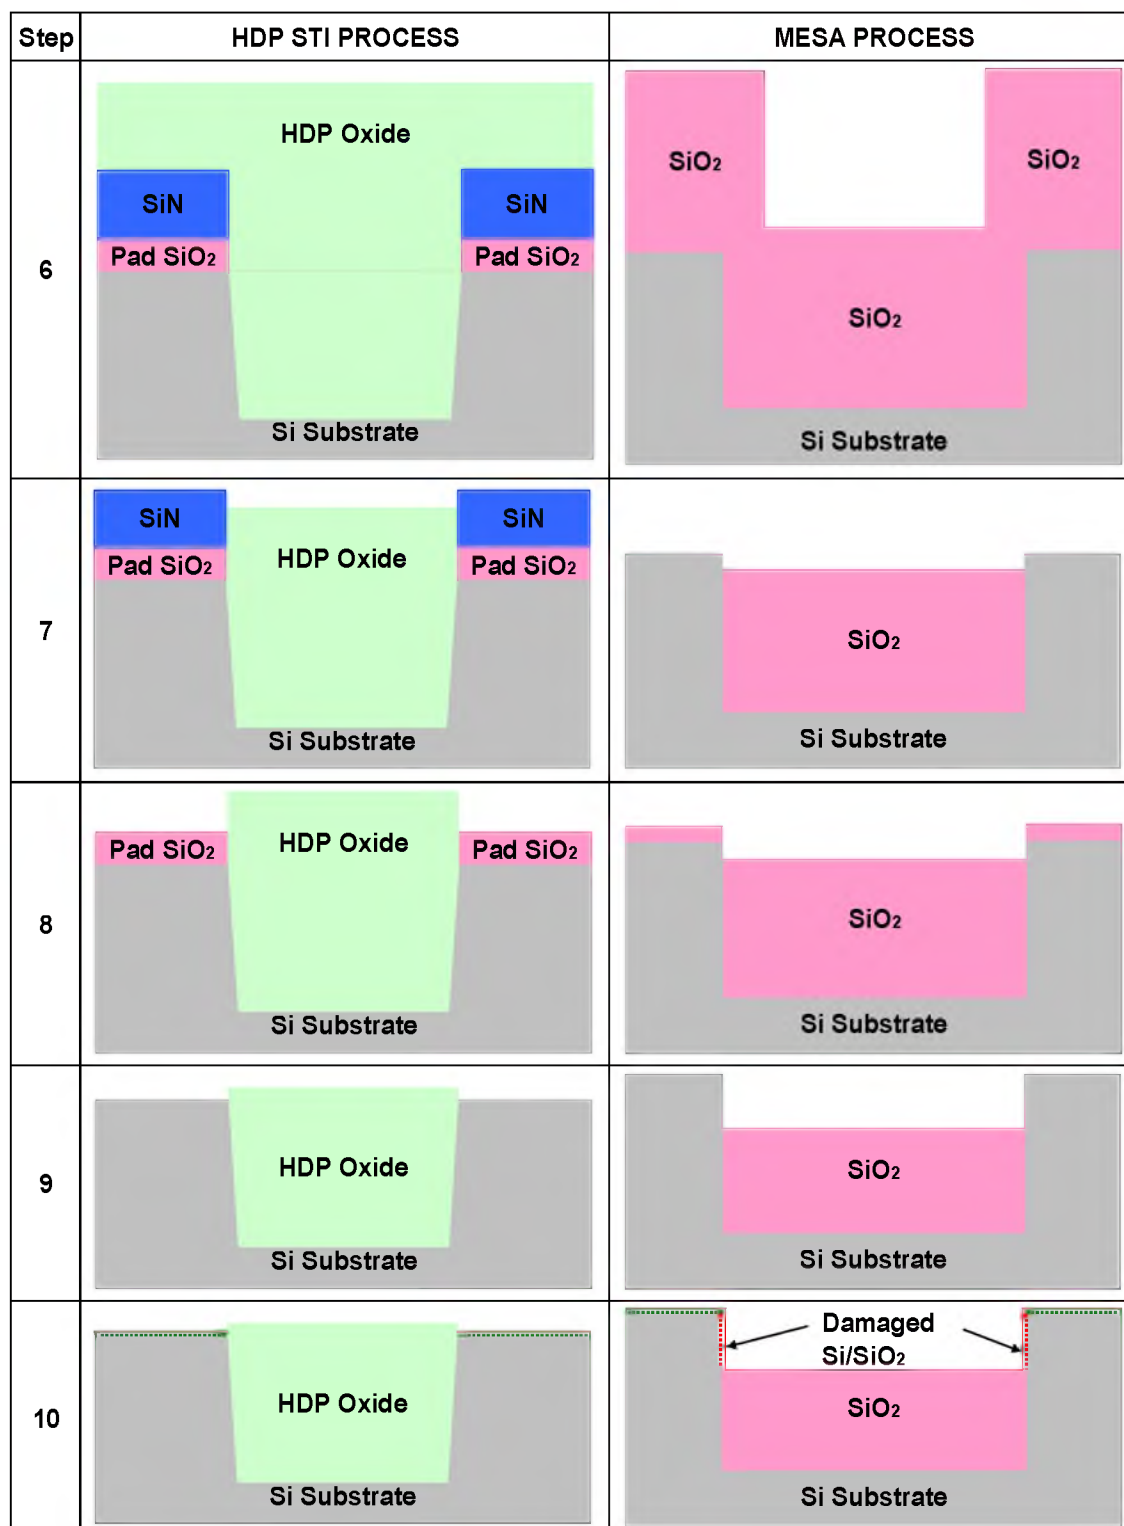 Step HDP STI PROCESS MESA PROCESS
6
HDP Oxide
SiN SiN
Pad SiO₂ Pad SiO₂
Si Substrate
SiO₂ SiO₂
SiO₂
Si Substrate
7
SiN SiN
Pad SiO₂ HDP Oxide Pad SiO₂
Si Substrate
SiO₂
Si Substrate
8
Pad SiO₂ HDP Oxide Pad SiO₂
Si Substrate
SiO₂
Si Substrate
9
HDP Oxide
Si Substrate
SiO₂
Si Substrate
10
HDP Oxide
Si Substrate
Damaged
Si/SiO₂
SiO₂
Si Substrate